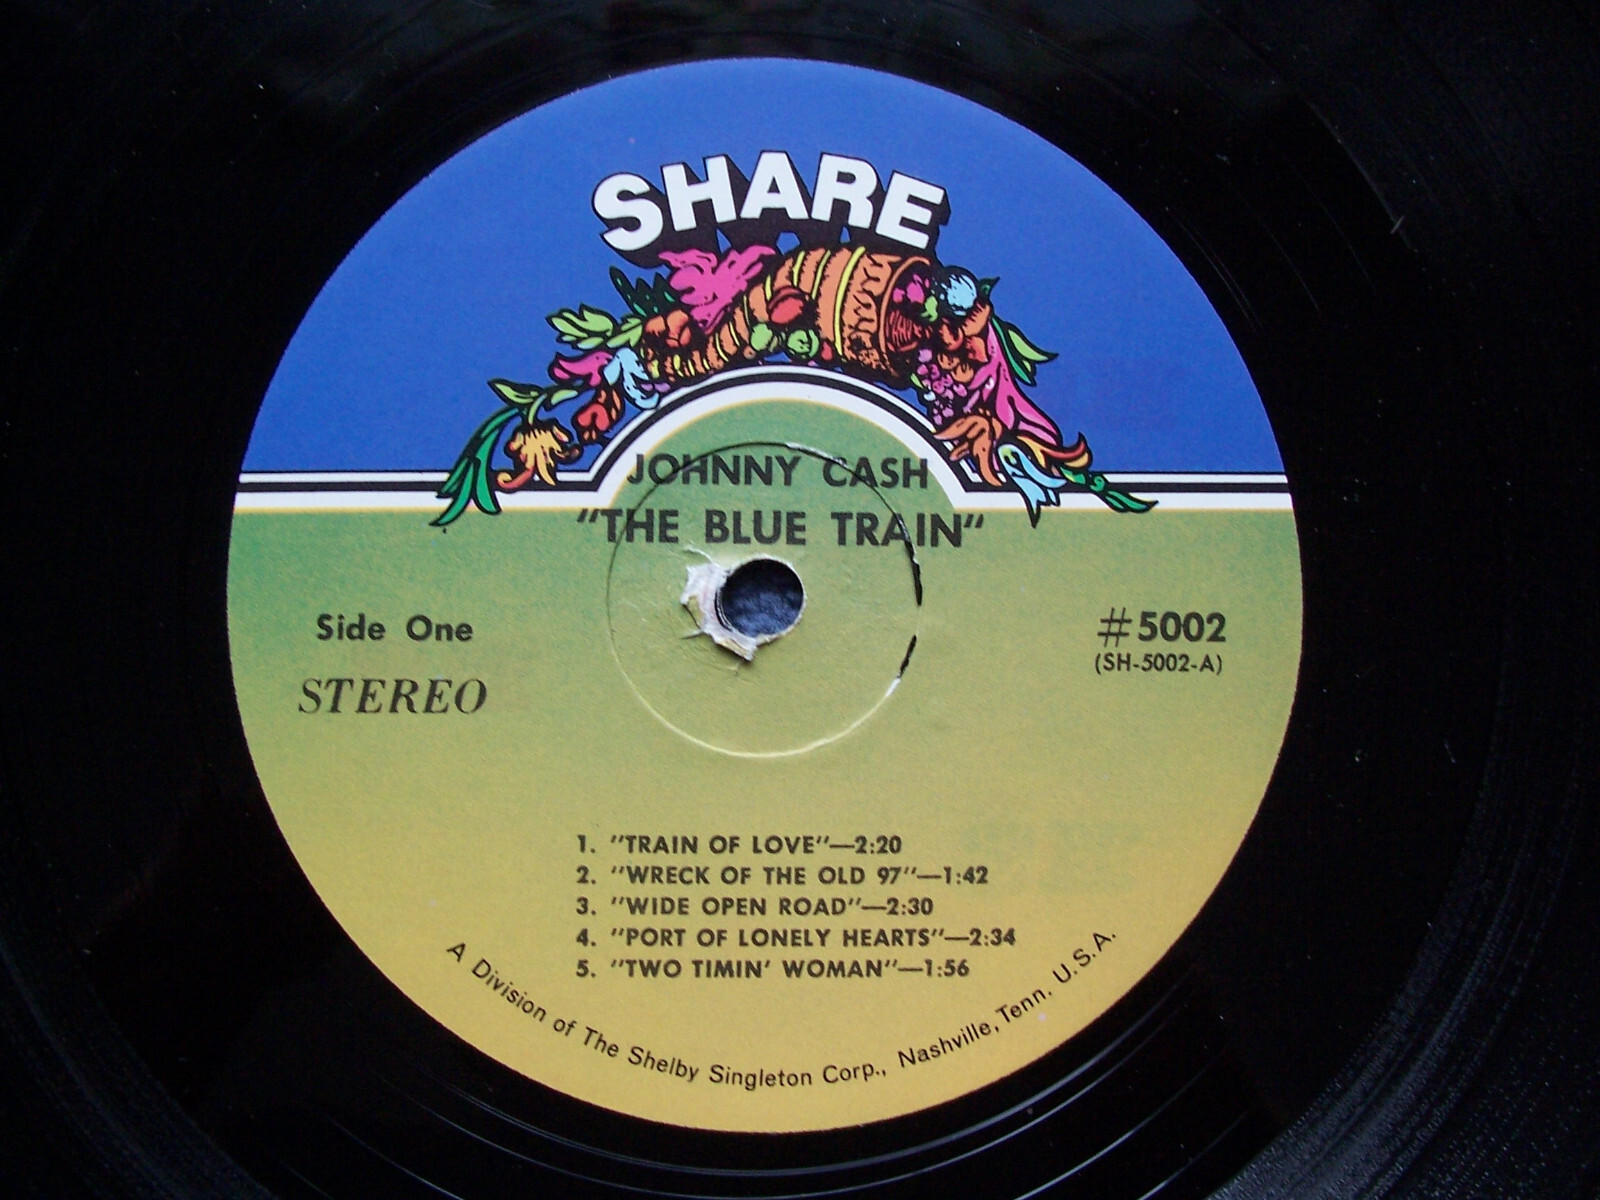 SHARE
JOHNNY CASH
"THE BLUE TRAIN"
Side One
STEREO
#5002
(SH-5002-A)
1. "TRAIN OF LOVE"—2:20
2. "WRECK OF THE OLD 97"—1:42
3. "WIDE OPEN ROAD"—2:30
4. "PORT OF LONELY HEARTS"—2:34
5. "TWO TIMIN' WOMAN"—1:56
A Division of The Shelby Singleton Corp., Nashville, Tenn. U.S.A.